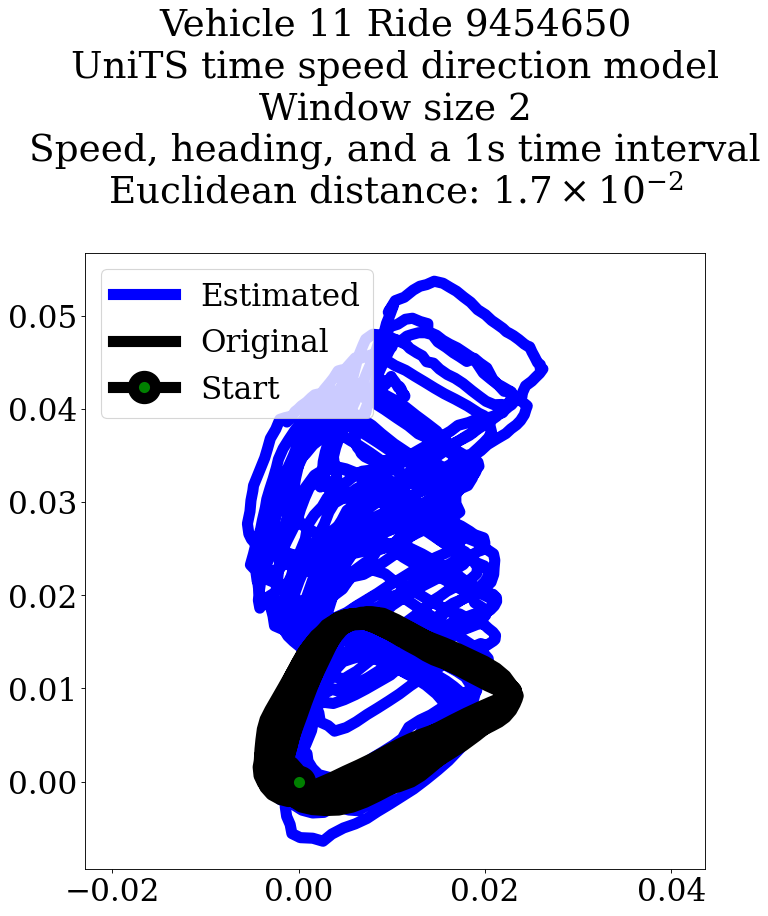 Vehicle 11 Ride 9454650
UniTS time speed direction model
Window size 2
Speed, heading, and a 1s time interval
Euclidean distance: 1.7 × 10⁻²
Estimated
Original
Start
0.05
0.04
0.03
0.02
0.01
0.00
−0.02 0.00 0.02 0.04